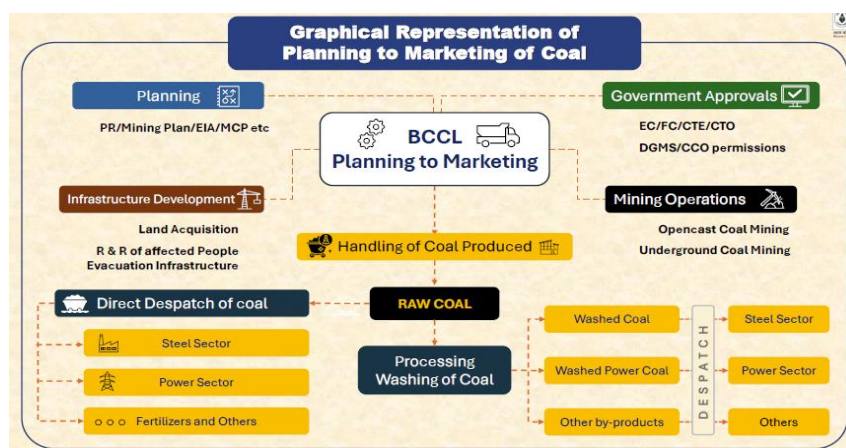 Graphical Representation of
Planning to Marketing of Coal
Planning
PR/Mining Plan/EIA/MCP etc
Government Approvals
EC/FC/CTE/CTO
DGMS/CCO permissions
BCCL
Planning to Marketing
Infrastructure Development
Land Acquisition
R & R of affected People
Evacuation Infrastructure
Mining Operations
Opencast Coal Mining
Underground Coal Mining
Handling of Coal Produced
Direct Despatch of coal
RAW COAL
Steel Sector
Power Sector
Fertilizers and Others
Processing
Washing of Coal
Washed Coal
Washed Power Coal
Other by-products
DESPATCH
Steel Sector
Power Sector
Others